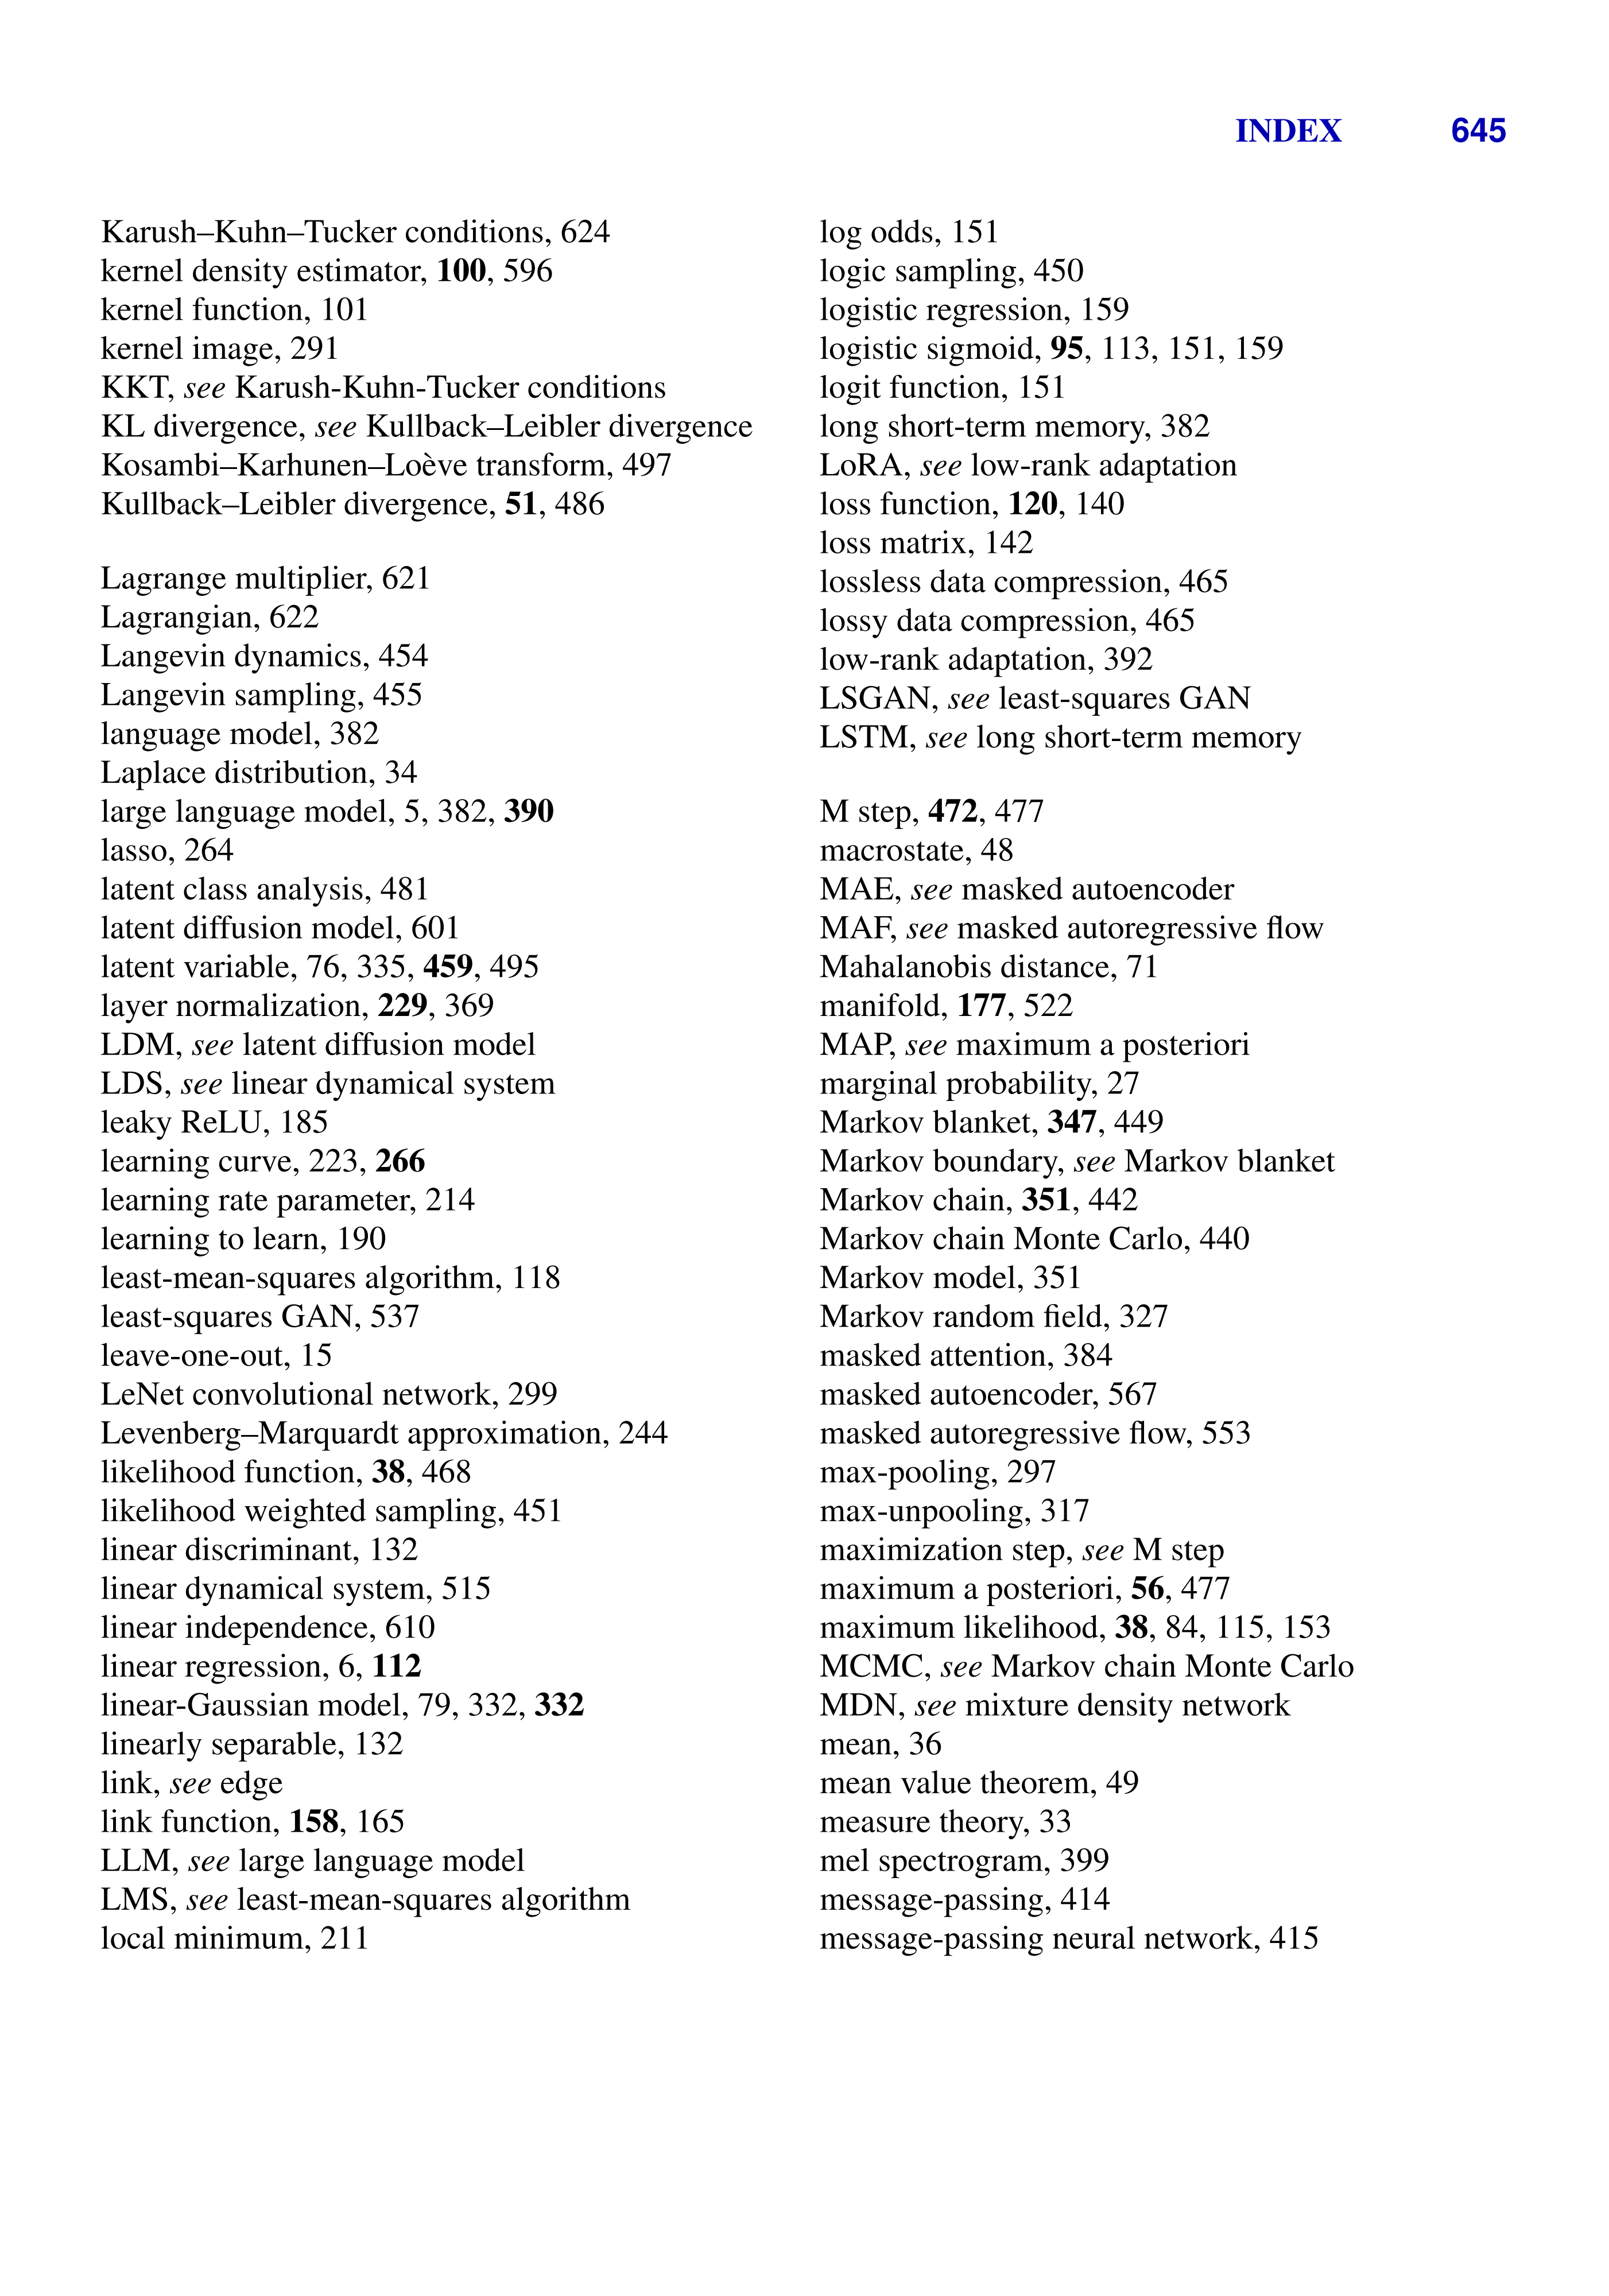 INDEX 645
Karush–Kuhn–Tucker conditions, 624
kernel density estimator, 100, 596
kernel function, 101
kernel image, 291
KKT, see Karush-Kuhn-Tucker conditions
KL divergence, see Kullback–Leibler divergence
Kosambi–Karhunen–Loève transform, 497
Kullback–Leibler divergence, 51, 486
Lagrange multiplier, 621
Lagrangian, 622
Langevin dynamics, 454
Langevin sampling, 455
language model, 382
Laplace distribution, 34
large language model, 5, 382, 390
lasso, 264
latent class analysis, 481
latent diffusion model, 601
latent variable, 76, 335, 459, 495
layer normalization, 229, 369
LDM, see latent diffusion model
LDS, see linear dynamical system
leaky ReLU, 185
learning curve, 223, 266
learning rate parameter, 214
learning to learn, 190
least-mean-squares algorithm, 118
least-squares GAN, 537
leave-one-out, 15
LeNet convolutional network, 299
Levenberg–Marquardt approximation, 244
likelihood function, 38, 468
likelihood weighted sampling, 451
linear discriminant, 132
linear dynamical system, 515
linear independence, 610
linear regression, 6, 112
linear-Gaussian model, 79, 332, 332
linearly separable, 132
link, see edge
link function, 158, 165
LLM, see large language model
LMS, see least-mean-squares algorithm
local minimum, 211
log odds, 151
logic sampling, 450
logistic regression, 159
logistic sigmoid, 95, 113, 151, 159
logit function, 151
long short-term memory, 382
LoRA, see low-rank adaptation
loss function, 120, 140
loss matrix, 142
lossless data compression, 465
lossy data compression, 465
low-rank adaptation, 392
LSGAN, see least-squares GAN
LSTM, see long short-term memory
M step, 472, 477
macrostate, 48
MAE, see masked autoencoder
MAF, see masked autoregressive flow
Mahalanobis distance, 71
manifold, 177, 522
MAP, see maximum a posteriori
marginal probability, 27
Markov blanket, 347, 449
Markov boundary, see Markov blanket
Markov chain, 351, 442
Markov chain Monte Carlo, 440
Markov model, 351
Markov random field, 327
masked attention, 384
masked autoencoder, 567
masked autoregressive flow, 553
max-pooling, 297
max-unpooling, 317
maximization step, see M step
maximum a posteriori, 56, 477
maximum likelihood, 38, 84, 115, 153
MCMC, see Markov chain Monte Carlo
MDN, see mixture density network
mean, 36
mean value theorem, 49
measure theory, 33
mel spectrogram, 399
message-passing, 414
message-passing neural network, 415